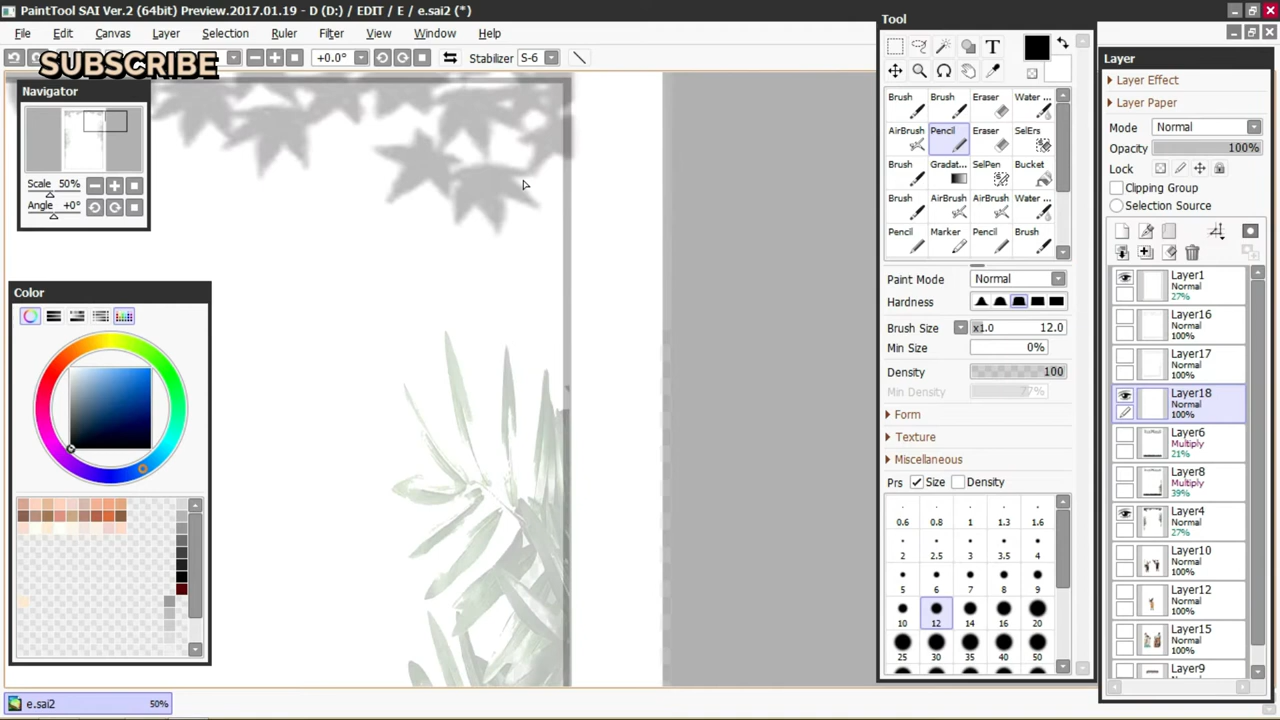 PaintTool SAI Ver.2 (64bit) Preview.2017.01.19 - D (D:) / EDIT / E / e.sai2 (*)
File Edit Canvas Layer Selection Ruler Filter View Window Help
+0.0° Stabilizer S-6
SUBSCRIBE
Navigator
Scale 50%
Angle +0°
Color
Tool
T
Brush Brush Eraser Water ...
AirBrush Pencil Eraser SelErs
Brush Gradat... SelPen Bucket
Brush AirBrush AirBrush Water ...
Pencil Marker Pencil Brush
Paint Mode Normal
Hardness
Brush Size x1.0 12.0
Min Size 0%
Density 100
Min Density 77%
Form
Texture
Miscellaneous
Prs Size Density
0.6 0.8 1 1.3 1.6
2 2.5 3 3.5 4
5 6 7 8 9
10 12 14 16 20
25 30 35 40 50
Layer
Layer Effect
Layer Paper
Mode Normal
Opacity 100%
Lock
Clipping Group
Selection Source
Layer1
Normal
27%
Layer16
Normal
100%
Layer17
Normal
100%
Layer18
Normal
100%
Layer6
Multiply
21%
Layer8
Multiply
39%
Layer4
Normal
27%
Layer10
Normal
100%
Layer12
Normal
100%
Layer15
Normal
100%
Layer9
e.sai2 50%